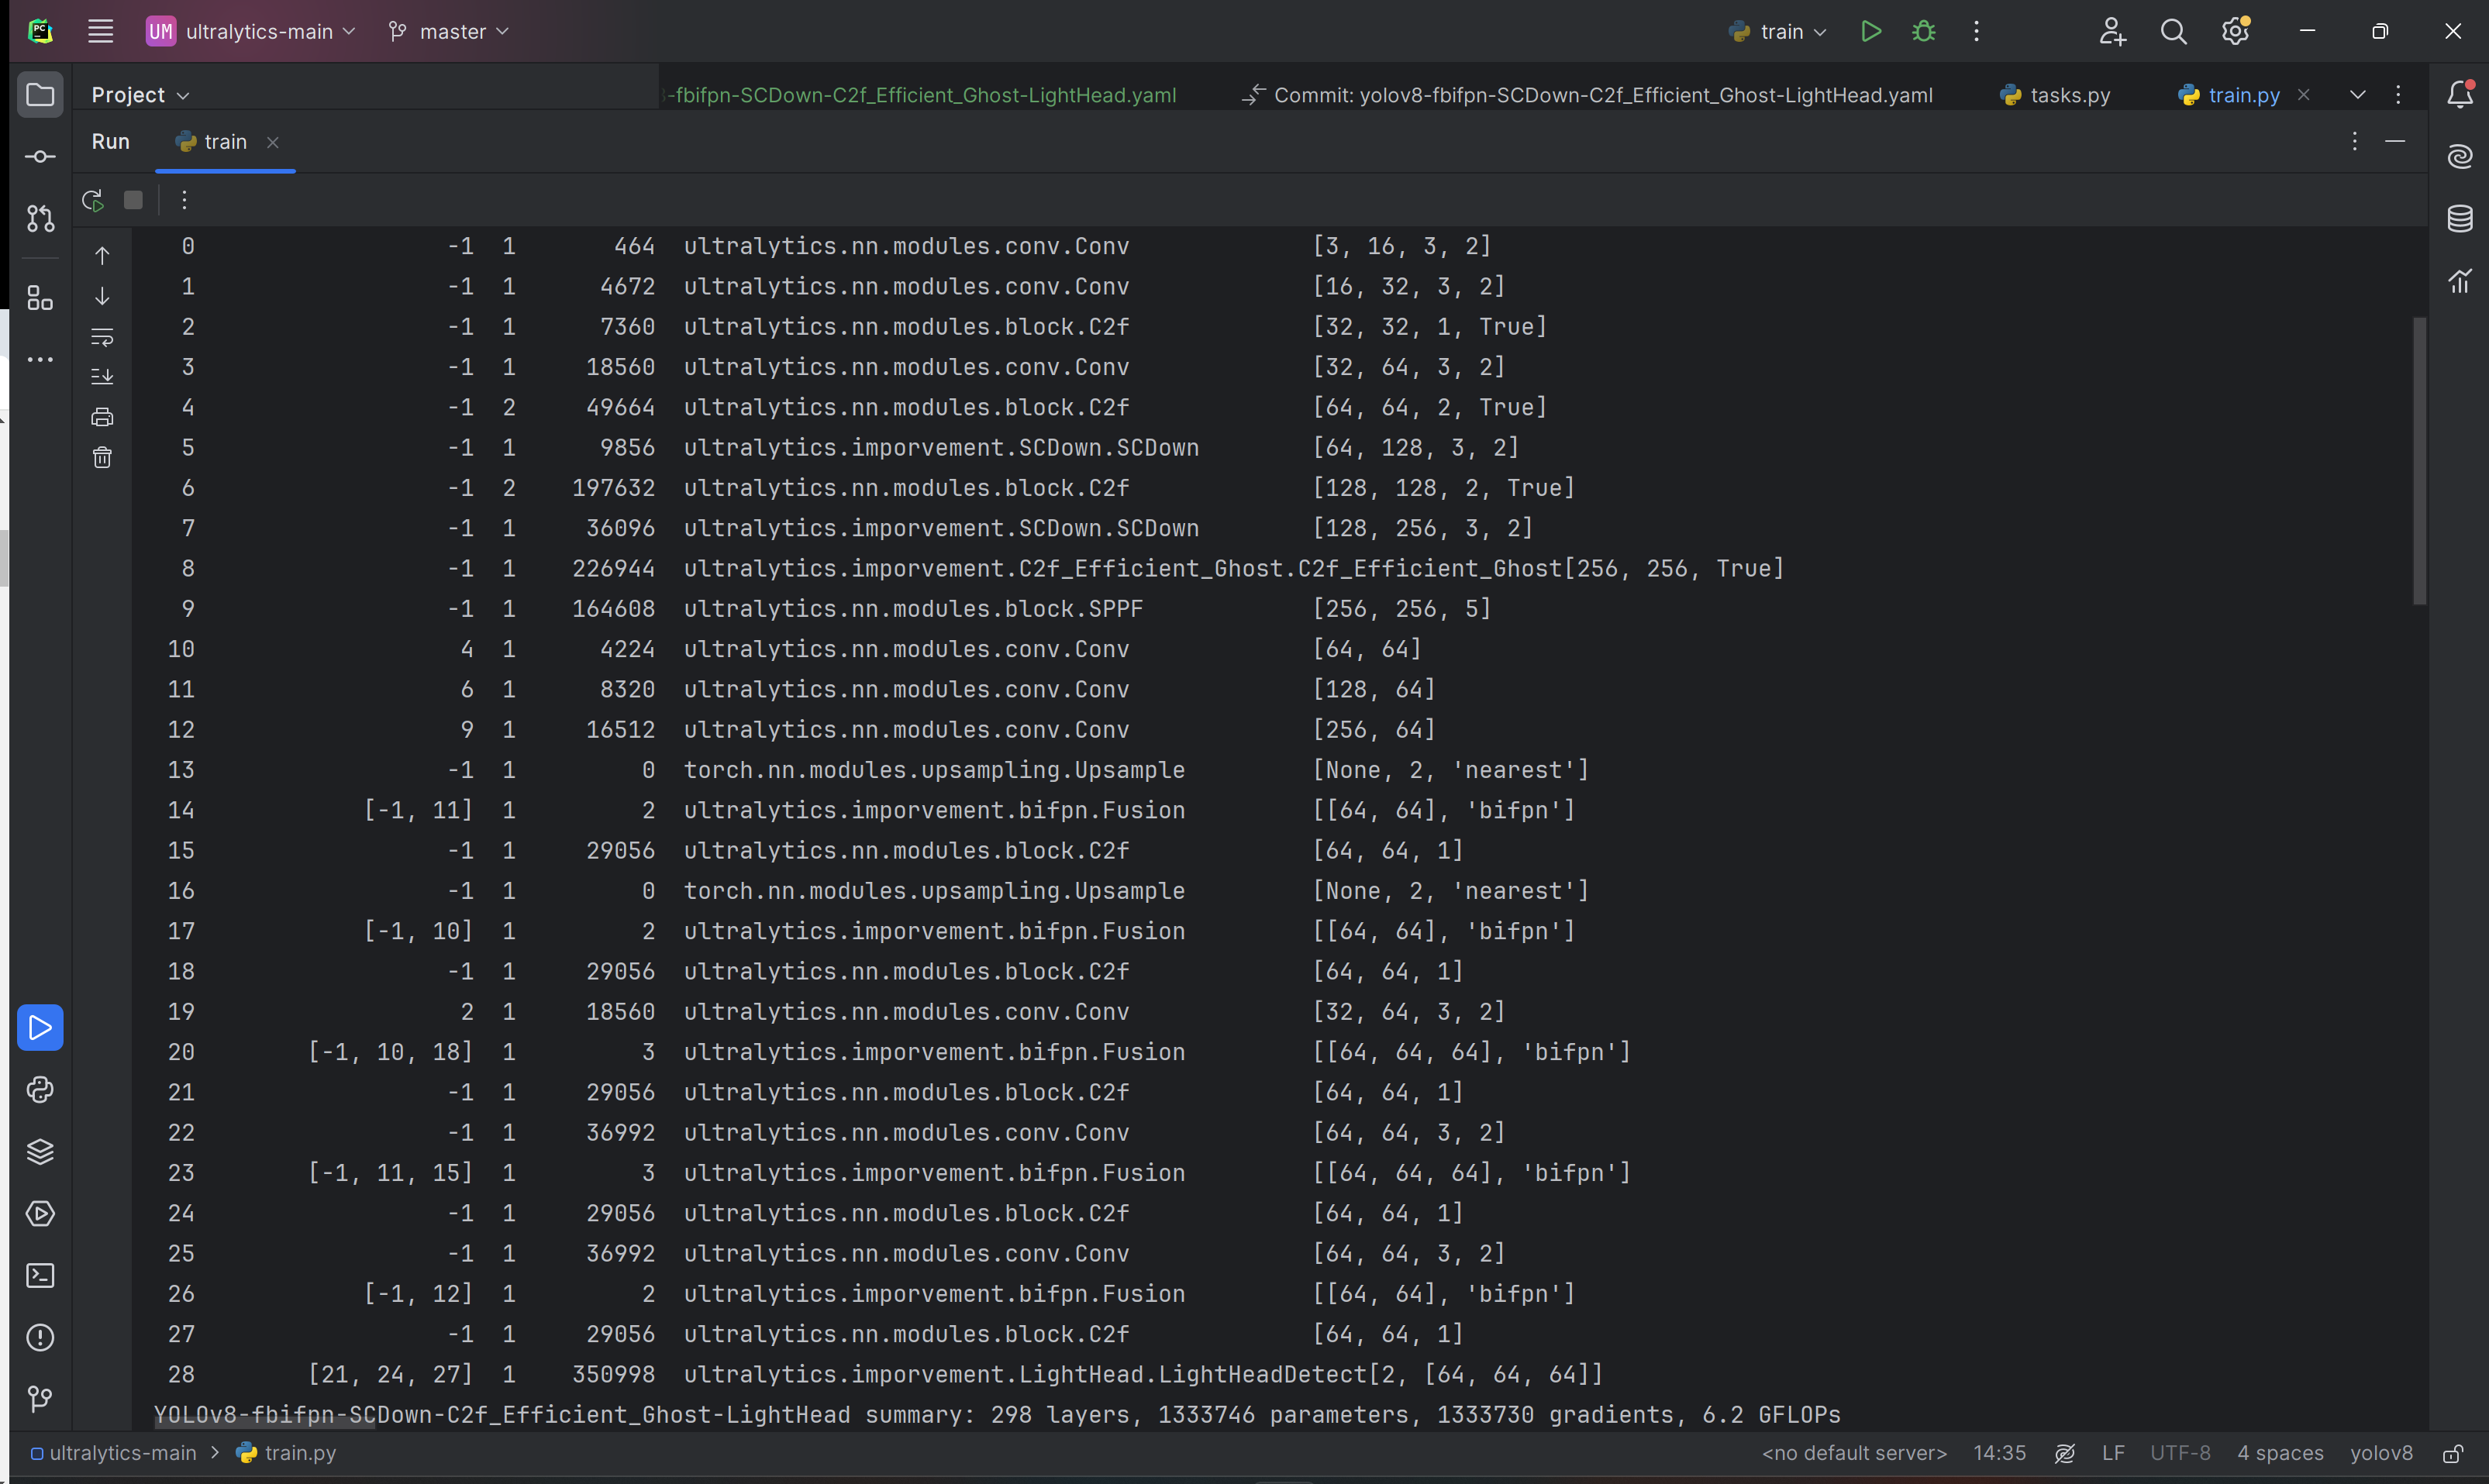 UM ultralytics-main master train
Project -fbifpn-SCDown-C2f_Efficient_Ghost-LightHead.yaml Commit: yolov8-fbifpn-SCDown-C2f_Efficient_Ghost-LightHead.yaml tasks.py train.py
Run train
0 -1 1 464 ultralytics.nn.modules.conv.Conv [3, 16, 3, 2]
1 -1 1 4672 ultralytics.nn.modules.conv.Conv [16, 32, 3, 2]
2 -1 1 7360 ultralytics.nn.modules.block.C2f [32, 32, 1, True]
3 -1 1 18560 ultralytics.nn.modules.conv.Conv [32, 64, 3, 2]
4 -1 2 49664 ultralytics.nn.modules.block.C2f [64, 64, 2, True]
5 -1 1 9856 ultralytics.imporvement.SCDown.SCDown [64, 128, 3, 2]
6 -1 2 197632 ultralytics.nn.modules.block.C2f [128, 128, 2, True]
7 -1 1 36096 ultralytics.imporvement.SCDown.SCDown [128, 256, 3, 2]
8 -1 1 226944 ultralytics.imporvement.C2f_Efficient_Ghost.C2f_Efficient_Ghost[256, 256, True]
9 -1 1 164608 ultralytics.nn.modules.block.SPPF [256, 256, 5]
10 4 1 4224 ultralytics.nn.modules.conv.Conv [64, 64]
11 6 1 8320 ultralytics.nn.modules.conv.Conv [128, 64]
12 9 1 16512 ultralytics.nn.modules.conv.Conv [256, 64]
13 -1 1 0 torch.nn.modules.upsampling.Upsample [None, 2, 'nearest']
14 [-1, 11] 1 2 ultralytics.imporvement.bifpn.Fusion [[64, 64], 'bifpn']
15 -1 1 29056 ultralytics.nn.modules.block.C2f [64, 64, 1]
16 -1 1 0 torch.nn.modules.upsampling.Upsample [None, 2, 'nearest']
17 [-1, 10] 1 2 ultralytics.imporvement.bifpn.Fusion [[64, 64], 'bifpn']
18 -1 1 29056 ultralytics.nn.modules.block.C2f [64, 64, 1]
19 2 1 18560 ultralytics.nn.modules.conv.Conv [32, 64, 3, 2]
20 [-1, 10, 18] 1 3 ultralytics.imporvement.bifpn.Fusion [[64, 64, 64], 'bifpn']
21 -1 1 29056 ultralytics.nn.modules.block.C2f [64, 64, 1]
22 -1 1 36992 ultralytics.nn.modules.conv.Conv [64, 64, 3, 2]
23 [-1, 11, 15] 1 3 ultralytics.imporvement.bifpn.Fusion [[64, 64, 64], 'bifpn']
24 -1 1 29056 ultralytics.nn.modules.block.C2f [64, 64, 1]
25 -1 1 36992 ultralytics.nn.modules.conv.Conv [64, 64, 3, 2]
26 [-1, 12] 1 2 ultralytics.imporvement.bifpn.Fusion [[64, 64], 'bifpn']
27 -1 1 29056 ultralytics.nn.modules.block.C2f [64, 64, 1]
28 [21, 24, 27] 1 350998 ultralytics.imporvement.LightHead.LightHeadDetect[2, [64, 64, 64]]
YOLOv8-fbifpn-SCDown-C2f_Efficient_Ghost-LightHead summary: 298 layers, 1333746 parameters, 1333730 gradients, 6.2 GFLOPs
ultralytics-main > train.py <no default server> 14:35 LF UTF-8 4 spaces yolov8